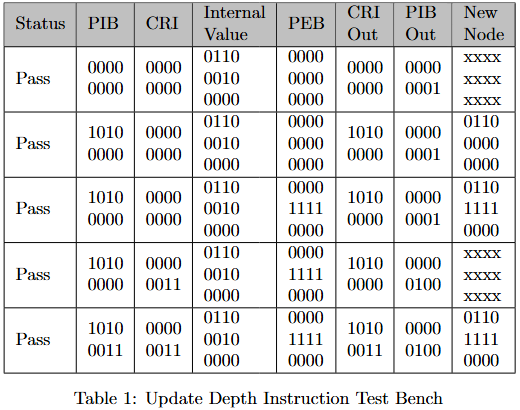 Status PIB CRI Internal Value PEB CRI Out PIB Out New Node
Pass 0000 0000 0110 0000 0000 0000 xxxx
0000 0000 0010 0000 0000 0001 xxxx
0000 0000 xxxx
Pass 1010 0000 0110 0000 1010 0000 0110
0000 0000 0010 0000 0000 0001 0000
0000 0000 0000
Pass 1010 0000 0110 0000 1010 0000 0110
0000 0000 0010 1111 0000 0001 1111
0000 0000 0000
Pass 1010 0000 0110 0000 1010 0000 xxxx
0000 0011 0010 1111 0000 0100 xxxx
0000 0000 xxxx
Pass 1010 0000 0110 0000 1010 0000 0110
0011 0011 0010 1111 0011 0100 1111
0000 0000 0000
Table 1: Update Depth Instruction Test Bench